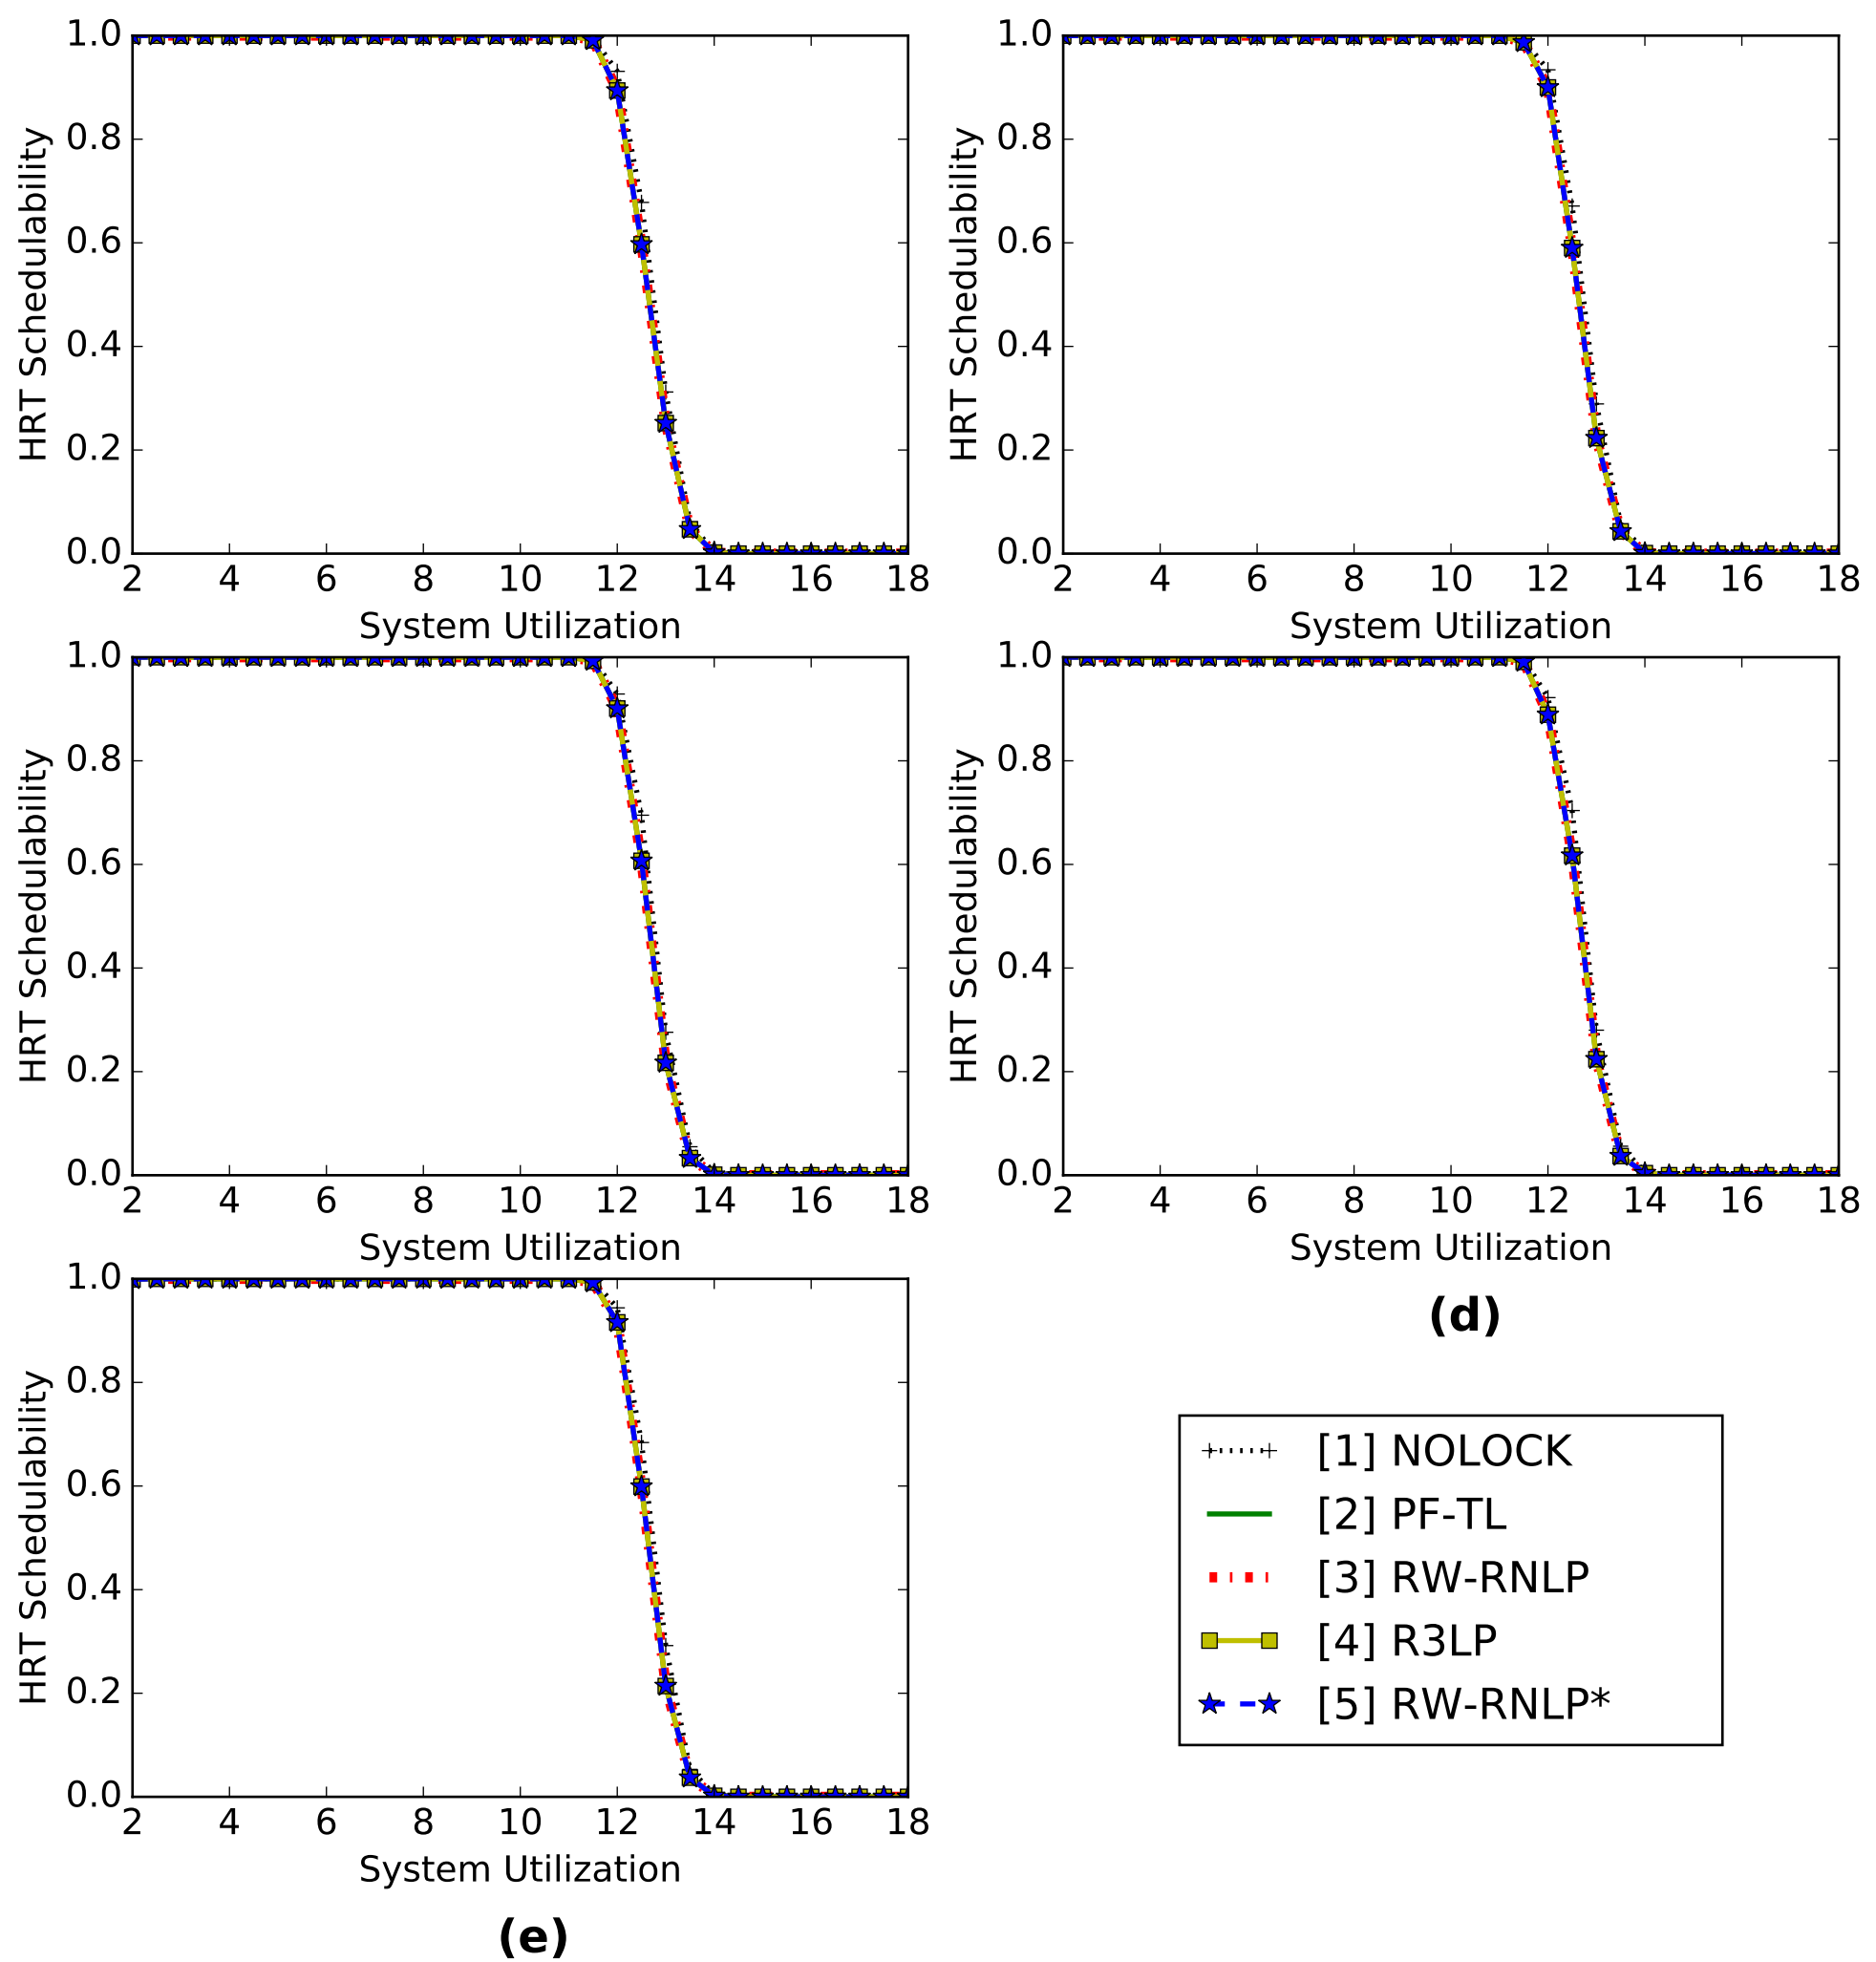 1.0
0.8
0.6
0.4
0.2
0.0
HRT Schedulability
2 4 6 8 10 12 14 16 18
System Utilization
1.0
0.8
0.6
0.4
0.2
0.0
HRT Schedulability
2 4 6 8 10 12 14 16 18
System Utilization
1.0
0.8
0.6
0.4
0.2
0.0
HRT Schedulability
2 4 6 8 10 12 14 16 18
System Utilization
1.0
0.8
0.6
0.4
0.2
0.0
HRT Schedulability
2 4 6 8 10 12 14 16 18
System Utilization
(d)
1.0
0.8
0.6
0.4
0.2
0.0
HRT Schedulability
2 4 6 8 10 12 14 16 18
System Utilization
(e)
[1] NOLOCK
[2] PF-TL
[3] RW-RNLP
[4] R3LP
[5] RW-RNLP*